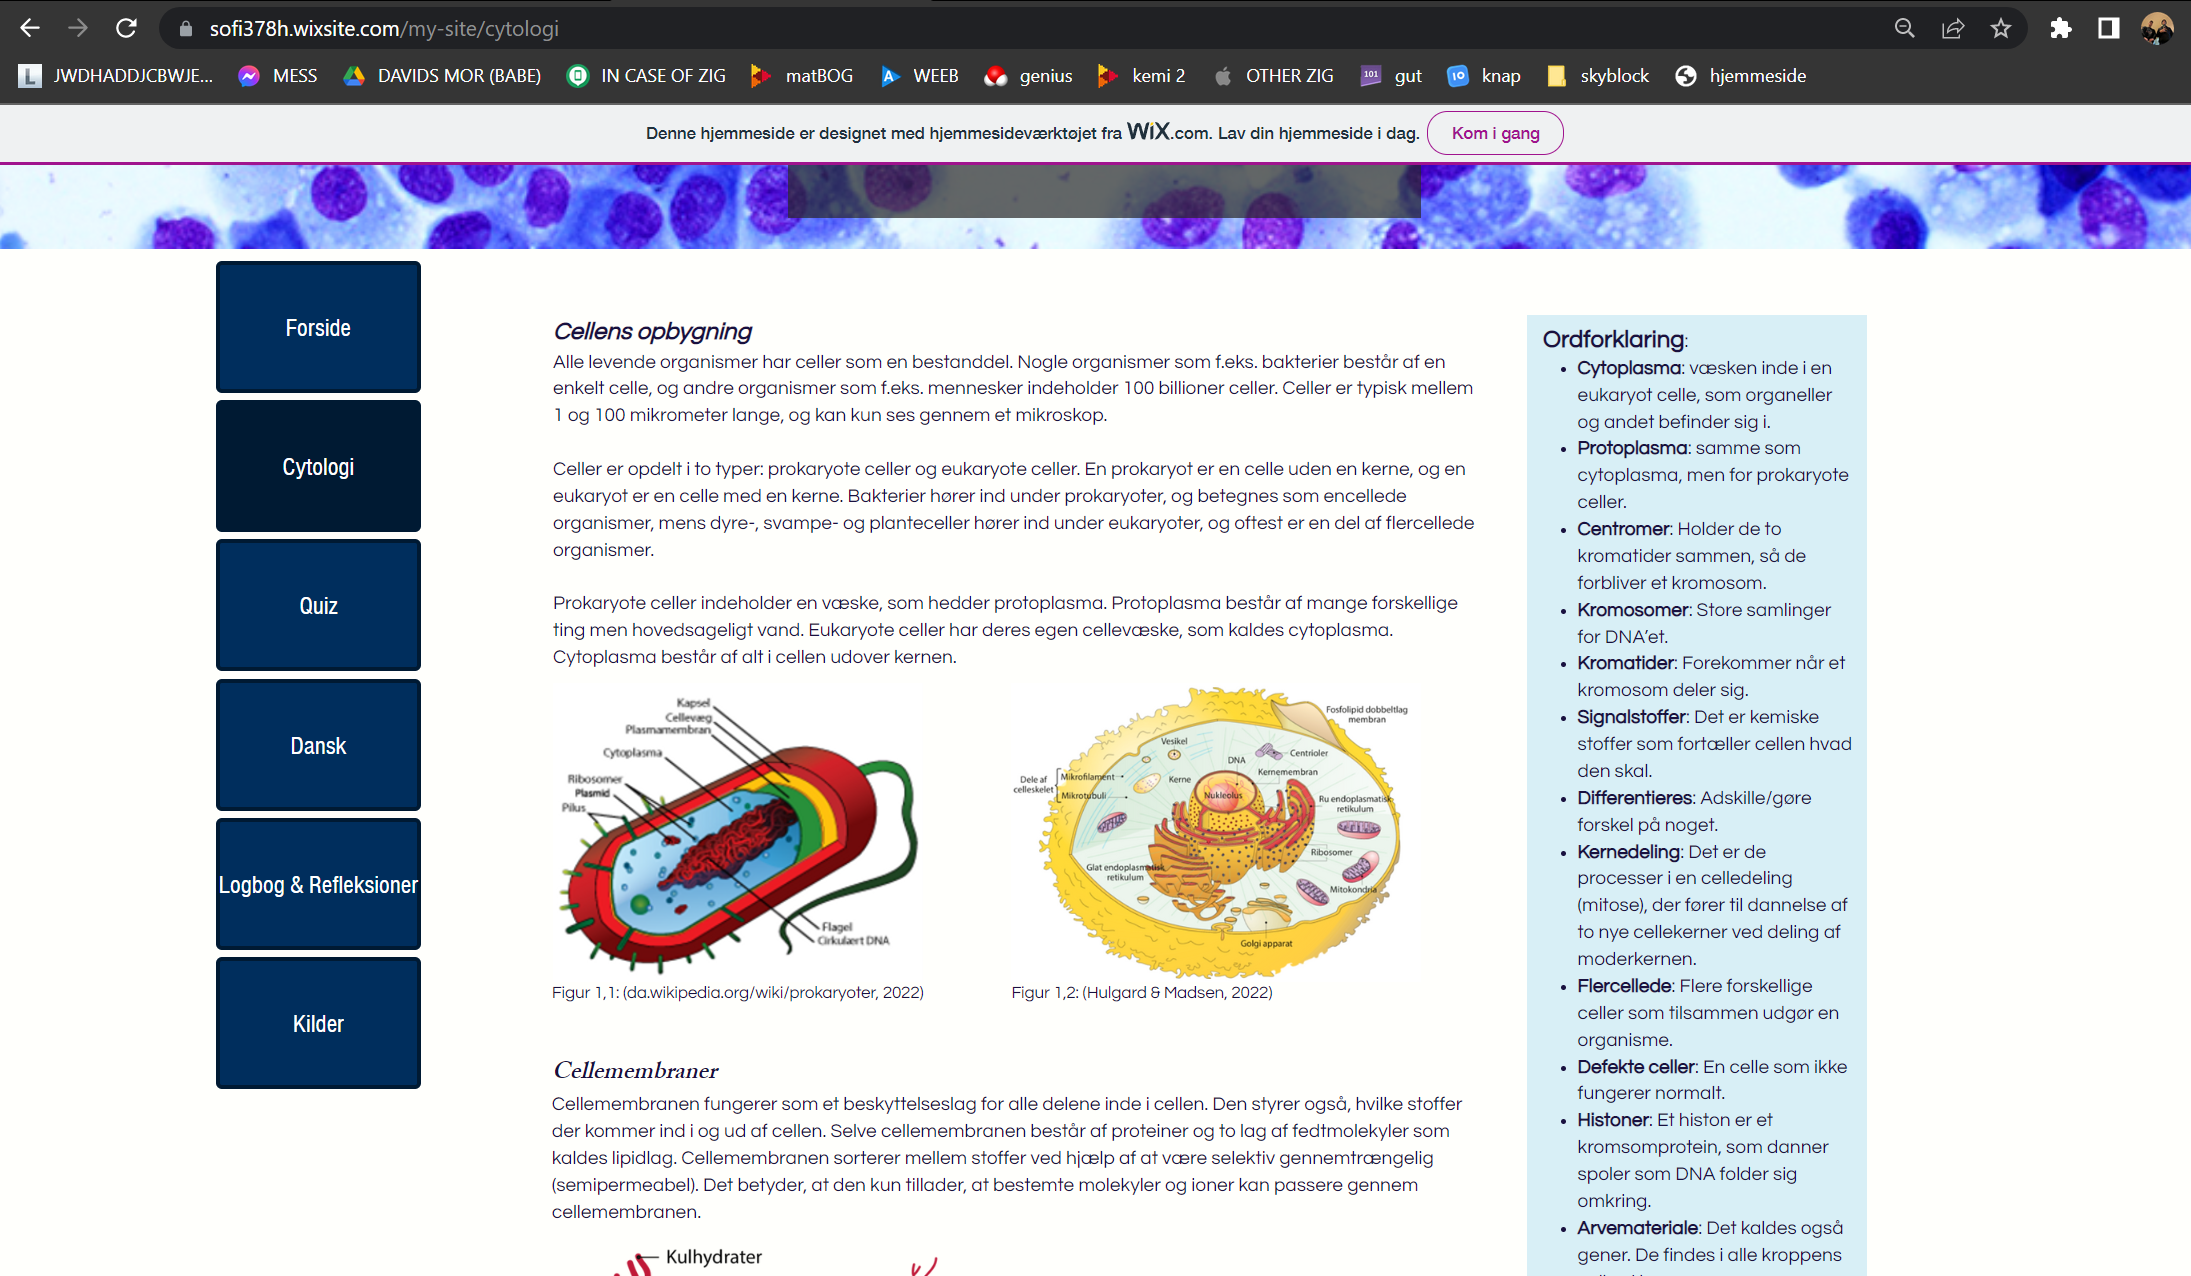 sofi378h.wixsite.com/my-site/cytologi
JWDHADDJCBWJE... MESS DAVIDS MOR (BABE) IN CASE OF ZIG matBOG WEEB genius kemi 2 OTHER ZIG gut knap skyblock hjemmeside
Denne hjemmeside er designet med hjemmesideværktøjet fra WiX.com. Lav din hjemmeside i dag. Kom i gang
Forside
Cytologi
Quiz
Dansk
Logbog & Refleksioner
Kilder
Cellens opbygning
Alle levende organismer har celler som en bestanddel. Nogle organismer som f.eks. bakterier består af en
enkelt celle, og andre organismer som f.eks. mennesker indeholder 100 billioner celler. Celler er typisk mellem
1 og 100 mikrometer lange, og kan kun ses gennem et mikroskop.
Celler er opdelt i to typer: prokaryote celler og eukaryote celler. En prokaryot er en celle uden en kerne, og en
eukaryot er en celle med en kerne. Bakterier hører ind under prokaryoter, og betegnes som encellede
organismer, mens dyre-, svampe- og planteceller hører ind under eukaryoter, og oftest er en del af flercellede
organismer.
Prokaryote celler indeholder en væske, som hedder protoplasma. Protoplasma består af mange forskellige
ting men hovedsageligt vand. Eukaryote celler har deres egen cellevæske, som kaldes cytoplasma.
Cytoplasma består af alt i cellen udover kernen.
Kapsel
Cellevæg
Plasmamembran
Cytoplasma
Ribosomer
Plasmid
Pilus
Flagel
Cirkulært DNA
Fosfolipid dobbeltlag
membran
Vesikel
Centrioler
DNA
Kernemembran
Kerne
Dele af
celleskelet
Mikrofilament
Mikrotubuli
Nukleolus
Ru endoplasmatisk
retikulum
Ribosomer
Glat endoplasmatisk
retikulum
Mitokondrie
Golgi apparat
Figur 1,1: (da.wikipedia.org/wiki/prokaryoter, 2022)
Figur 1,2: (Hulgard & Madsen, 2022)
Cellemembraner
Cellemembranen fungerer som et beskyttelseslag for alle delene inde i cellen. Den styrer også, hvilke stoffer
der kommer ind i og ud af cellen. Selve cellemembranen består af proteiner og to lag af fedtmolekyler som
kaldes lipidlag. Cellemembranen sorterer mellem stoffer ved hjælp af at være selektiv gennemtrængelig
(semipermeabel). Det betyder, at den kun tillader, at bestemte molekyler og ioner kan passere gennem
cellemembranen.
Kulhydrater
Ordforklaring:
• Cytoplasma: væsken inde i en
eukaryot celle, som organeller
og andet befinder sig i.
• Protoplasma: samme som
cytoplasma, men for prokaryote
celler.
• Centromer: Holder de to
kromatider sammen, så de
forbliver et kromosom.
• Kromosomer: Store samlinger
for DNA’et.
• Kromatider: Forekommer når et
kromosom deler sig.
• Signalstoffer: Det er kemiske
stoffer som fortæller cellen hvad
den skal.
• Differentieres: Adskille/gøre
forskel på noget.
• Kernedeling: Det er de
processer i en celledeling
(mitose), der fører til dannelse af
to nye cellekerner ved deling af
moderkernen.
• Flercellede: Flere forskellige
celler som tilsammen udgør en
organisme.
• Defekte celler: En celle som ikke
fungerer normalt.
• Histoner: Et histon er et
kromsomprotein, som danner
spoler som DNA folder sig
omkring.
• Arvemateriale: Det kaldes også
gener. De findes i alle kroppens